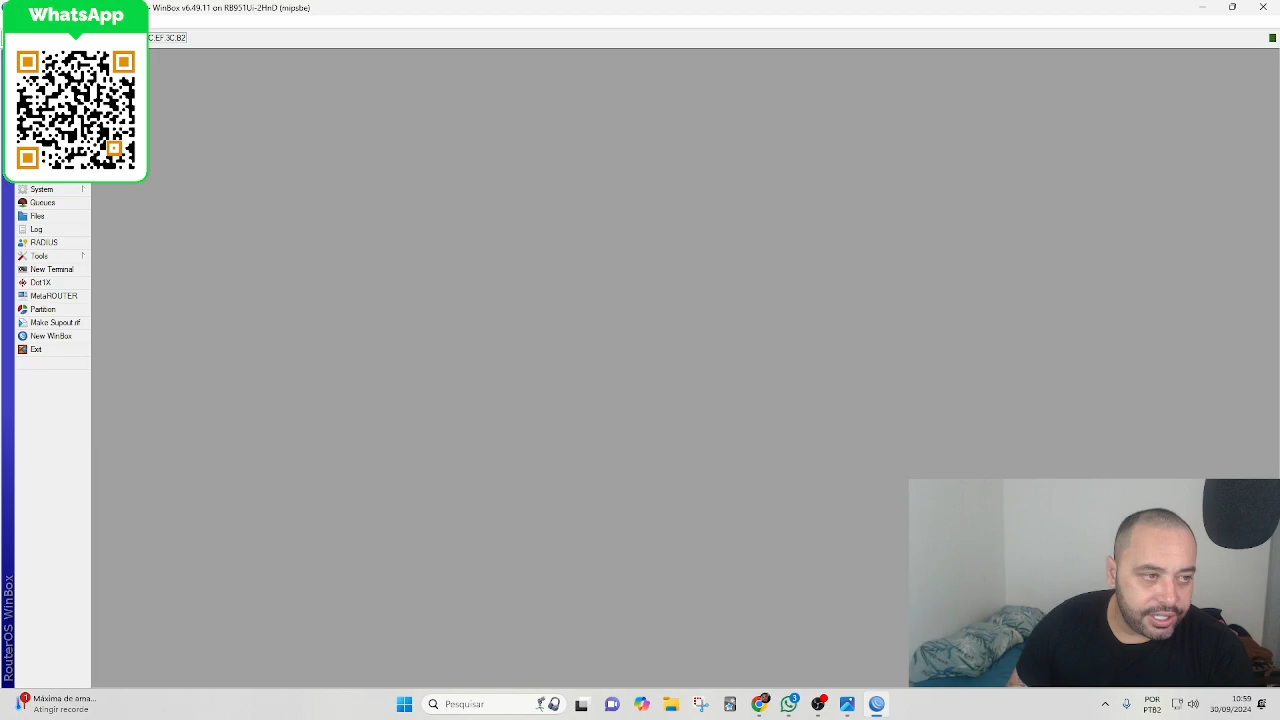 WhatsApp
WinBox v6.49.11 on RB951Ui-2HnD (mipsbe)
C:EF:3C:B2
System
Queues
Files
Log
RADIUS
Tools
New Terminal
Dot1X
MetaROUTER
Partition
Make Supout.rif
New WinBox
Exit
RouterOS WinBox
1
Máxima de ama...
Atingir recorde
Pesquisar
3
POR
PTB2
10:59
30/09/2024